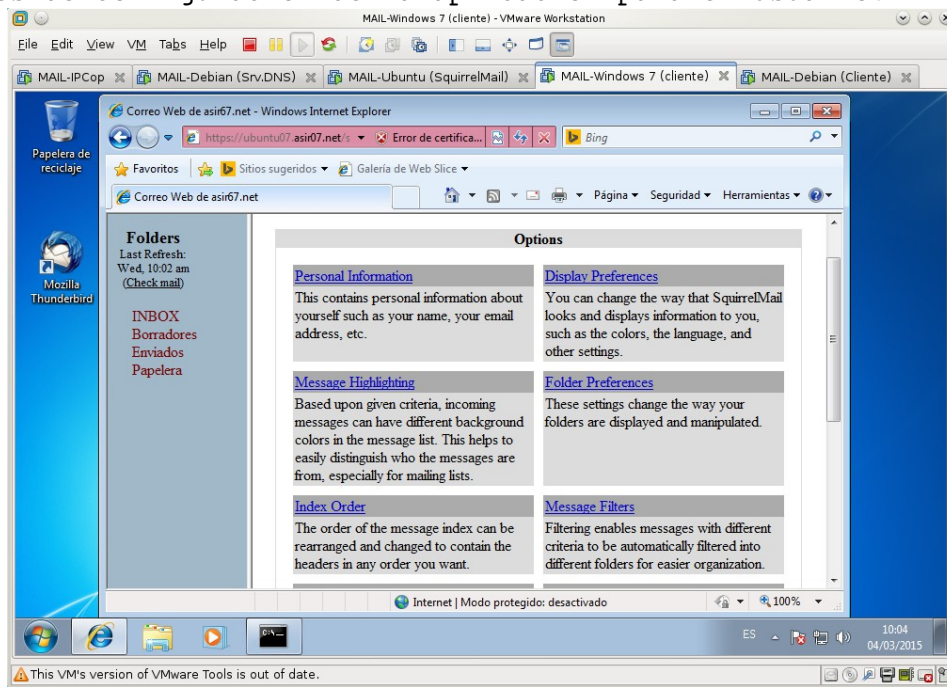 MAIL-Windows 7 (cliente) - VMware Workstation
File Edit View VM Tabs Help
MAIL-IPCop MAIL-Debian (Srv.DNS) MAIL-Ubuntu (SquirrelMail) MAIL-Windows 7 (cliente) MAIL-Debian (Cliente)
Papelera de
reciclaje
Mozilla
Thunderbird
Correo Web de asir67.net - Windows Internet Explorer
https://ubuntu07.asir07.net/s Error de certifica... Bing
Favoritos Sitios sugeridos Galería de Web Slice
Correo Web de asir67.net Página Seguridad Herramientas
Folders
Last Refresh:
Wed, 10:02 am
(Check mail)
INBOX
Borradores
Enviados
Papelera
Options
Personal Information
This contains personal information about
yourself such as your name, your email
address, etc.
Display Preferences
You can change the way that SquirrelMail
looks and displays information to you,
such as the colors, the language, and
other settings.
Message Highlighting
Based upon given criteria, incoming
messages can have different background
colors in the message list. This helps to
easily distinguish who the messages are
from, especially for mailing lists.
Folder Preferences
These settings change the way your
folders are displayed and manipulated.
Index Order
The order of the message index can be
rearranged and changed to contain the
headers in any order you want.
Message Filters
Filtering enables messages with different
criteria to be automatically filtered into
different folders for easier organization.
Internet | Modo protegido: desactivado 100%
C:\_
ES
10:04
04/03/2015
This VM's version of VMware Tools is out of date.